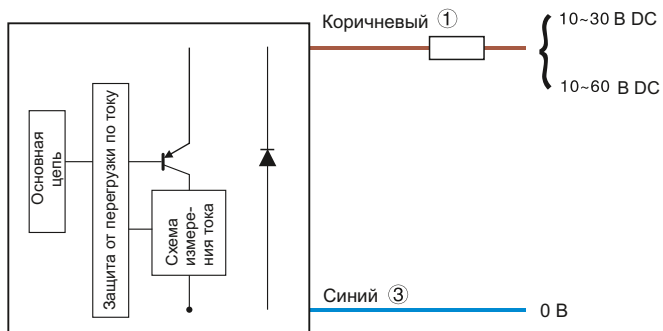 Коричневый ①
10~30 В DC
10~60 В DC
Основная
цепь
Защита от перегрузки по току
Схема
измере-
ния тока
Синий ③
0 В